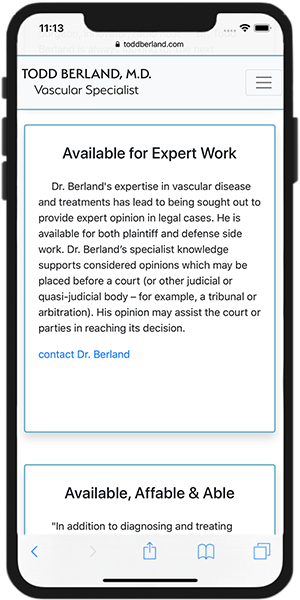 11:13
toddberland.com
TODD BERLAND, M.D.
Vascular Specialist
Available for Expert Work
Dr. Berland's expertise in vascular disease
and treatments has lead to being sought out to
provide expert opinion in legal cases. He is
available for both plaintiff and defense side
work. Dr. Berland’s specialist knowledge
supports considered opinions which may be
placed before a court (or other judicial or
quasi-judicial body – for example, a tribunal or
arbitration). His opinion may assist the court or
parties in reaching its decision.
contact Dr. Berland
Available, Affable & Able
"In addition to diagnosing and treating